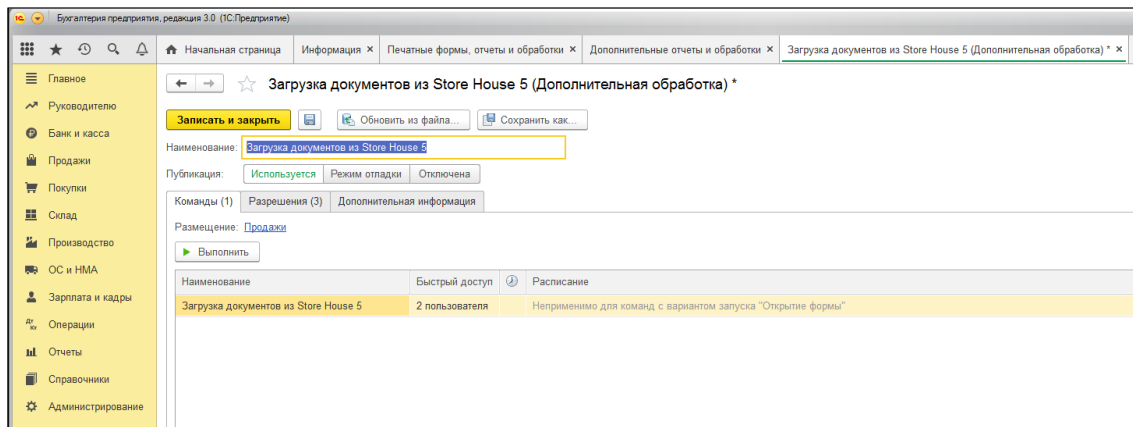 1С Бухгалтерия предприятия, редакция 3.0 (1С:Предприятие)
Начальная страница Информация × Печатные формы, отчеты и обработки × Дополнительные отчеты и обработки × Загрузка документов из Store House 5 (Дополнительная обработка) * ×
Главное
Руководителю
Банк и касса
Продажи
Покупки
Склад
Производство
ОС и НМА
Зарплата и кадры
Операции
Отчеты
Справочники
Администрирование
Загрузка документов из Store House 5 (Дополнительная обработка) *
Записать и закрыть Обновить из файла... Сохранить как...
Наименование: Загрузка документов из Store House 5
Публикация: Используется Режим отладки Отключена
Команды (1) Разрешения (3) Дополнительная информация
Размещение: Продажи
Выполнить
Наименование Быстрый доступ Расписание
Загрузка документов из Store House 5 2 пользователя Неприменимо для команд с вариантом запуска "Открытие формы"